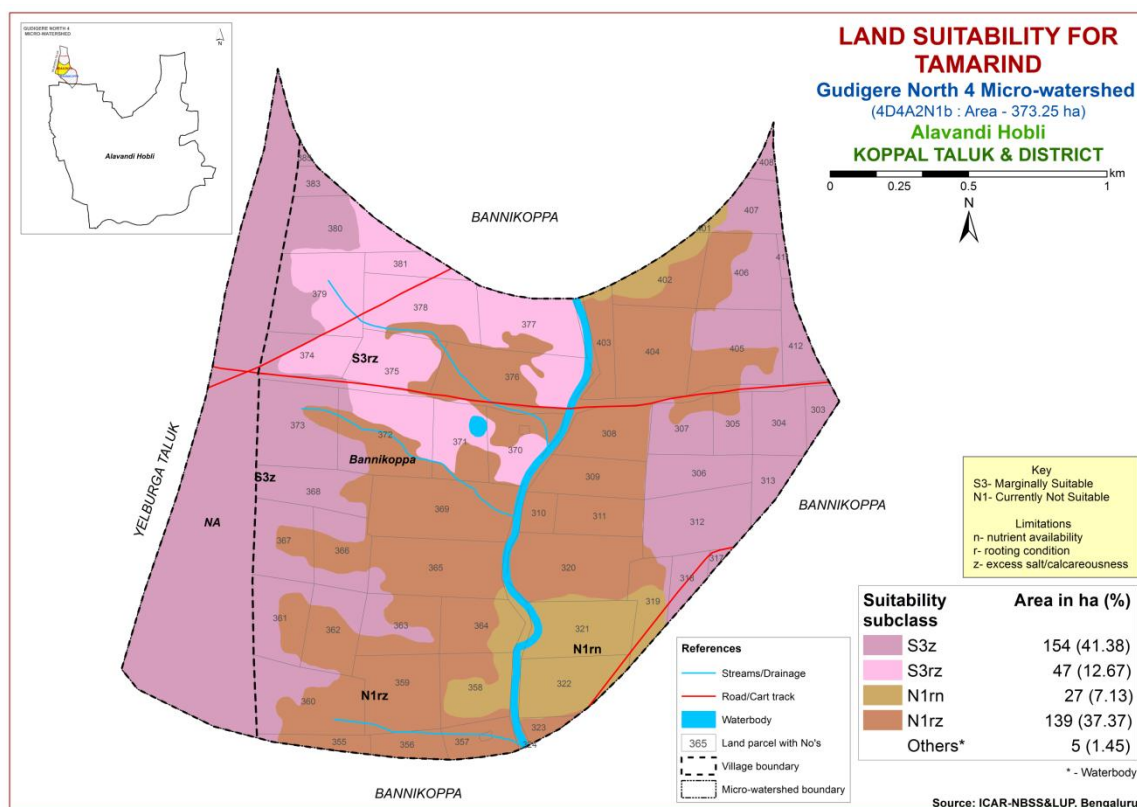 GUDIGERE NORTH 4
MICRO-WATERSHED
N
Alavandi Hobli
LAND SUITABILITY FOR
TAMARIND
Gudigere North 4 Micro-watershed
(4D4A2N1b : Area - 373.25 ha)
Alavandi Hobli
KOPPAL TALUK & DISTRICT
km
0 0.25 0.5 1
N
BANNIKOPPA
383
408
407
380
401
381
406
402
379
378
377
403
404
405
412
374
S3rz
375
376
303
373
372
371
370
308
307
305
304
Bannikoppa
S3z
306
309
313
YELBURGA TALUK
NA
368
369
310
311
312
BANNIKOPPA
367
366
365
320
317
318
319
361
362
363
364
321
N1rn
322
359
358
N1rz
360
323
324
355
356
357
BANNIKOPPA
Key
S3- Marginally Suitable
N1- Currently Not Suitable
Limitations
n- nutrient availability
r- rooting condition
z- excess salt/calcareousness
Suitability subclass Area in ha (%)
S3z 154 (41.38)
S3rz 47 (12.67)
N1rn 27 (7.13)
N1rz 139 (37.37)
Others* 5 (1.45)
* - Waterbody
References
Streams/Drainage
Road/Cart track
Waterbody
365 Land parcel with No's
Village boundary
Micro-watershed boundary
Source: ICAR-NBSS&LUP, Bengaluru